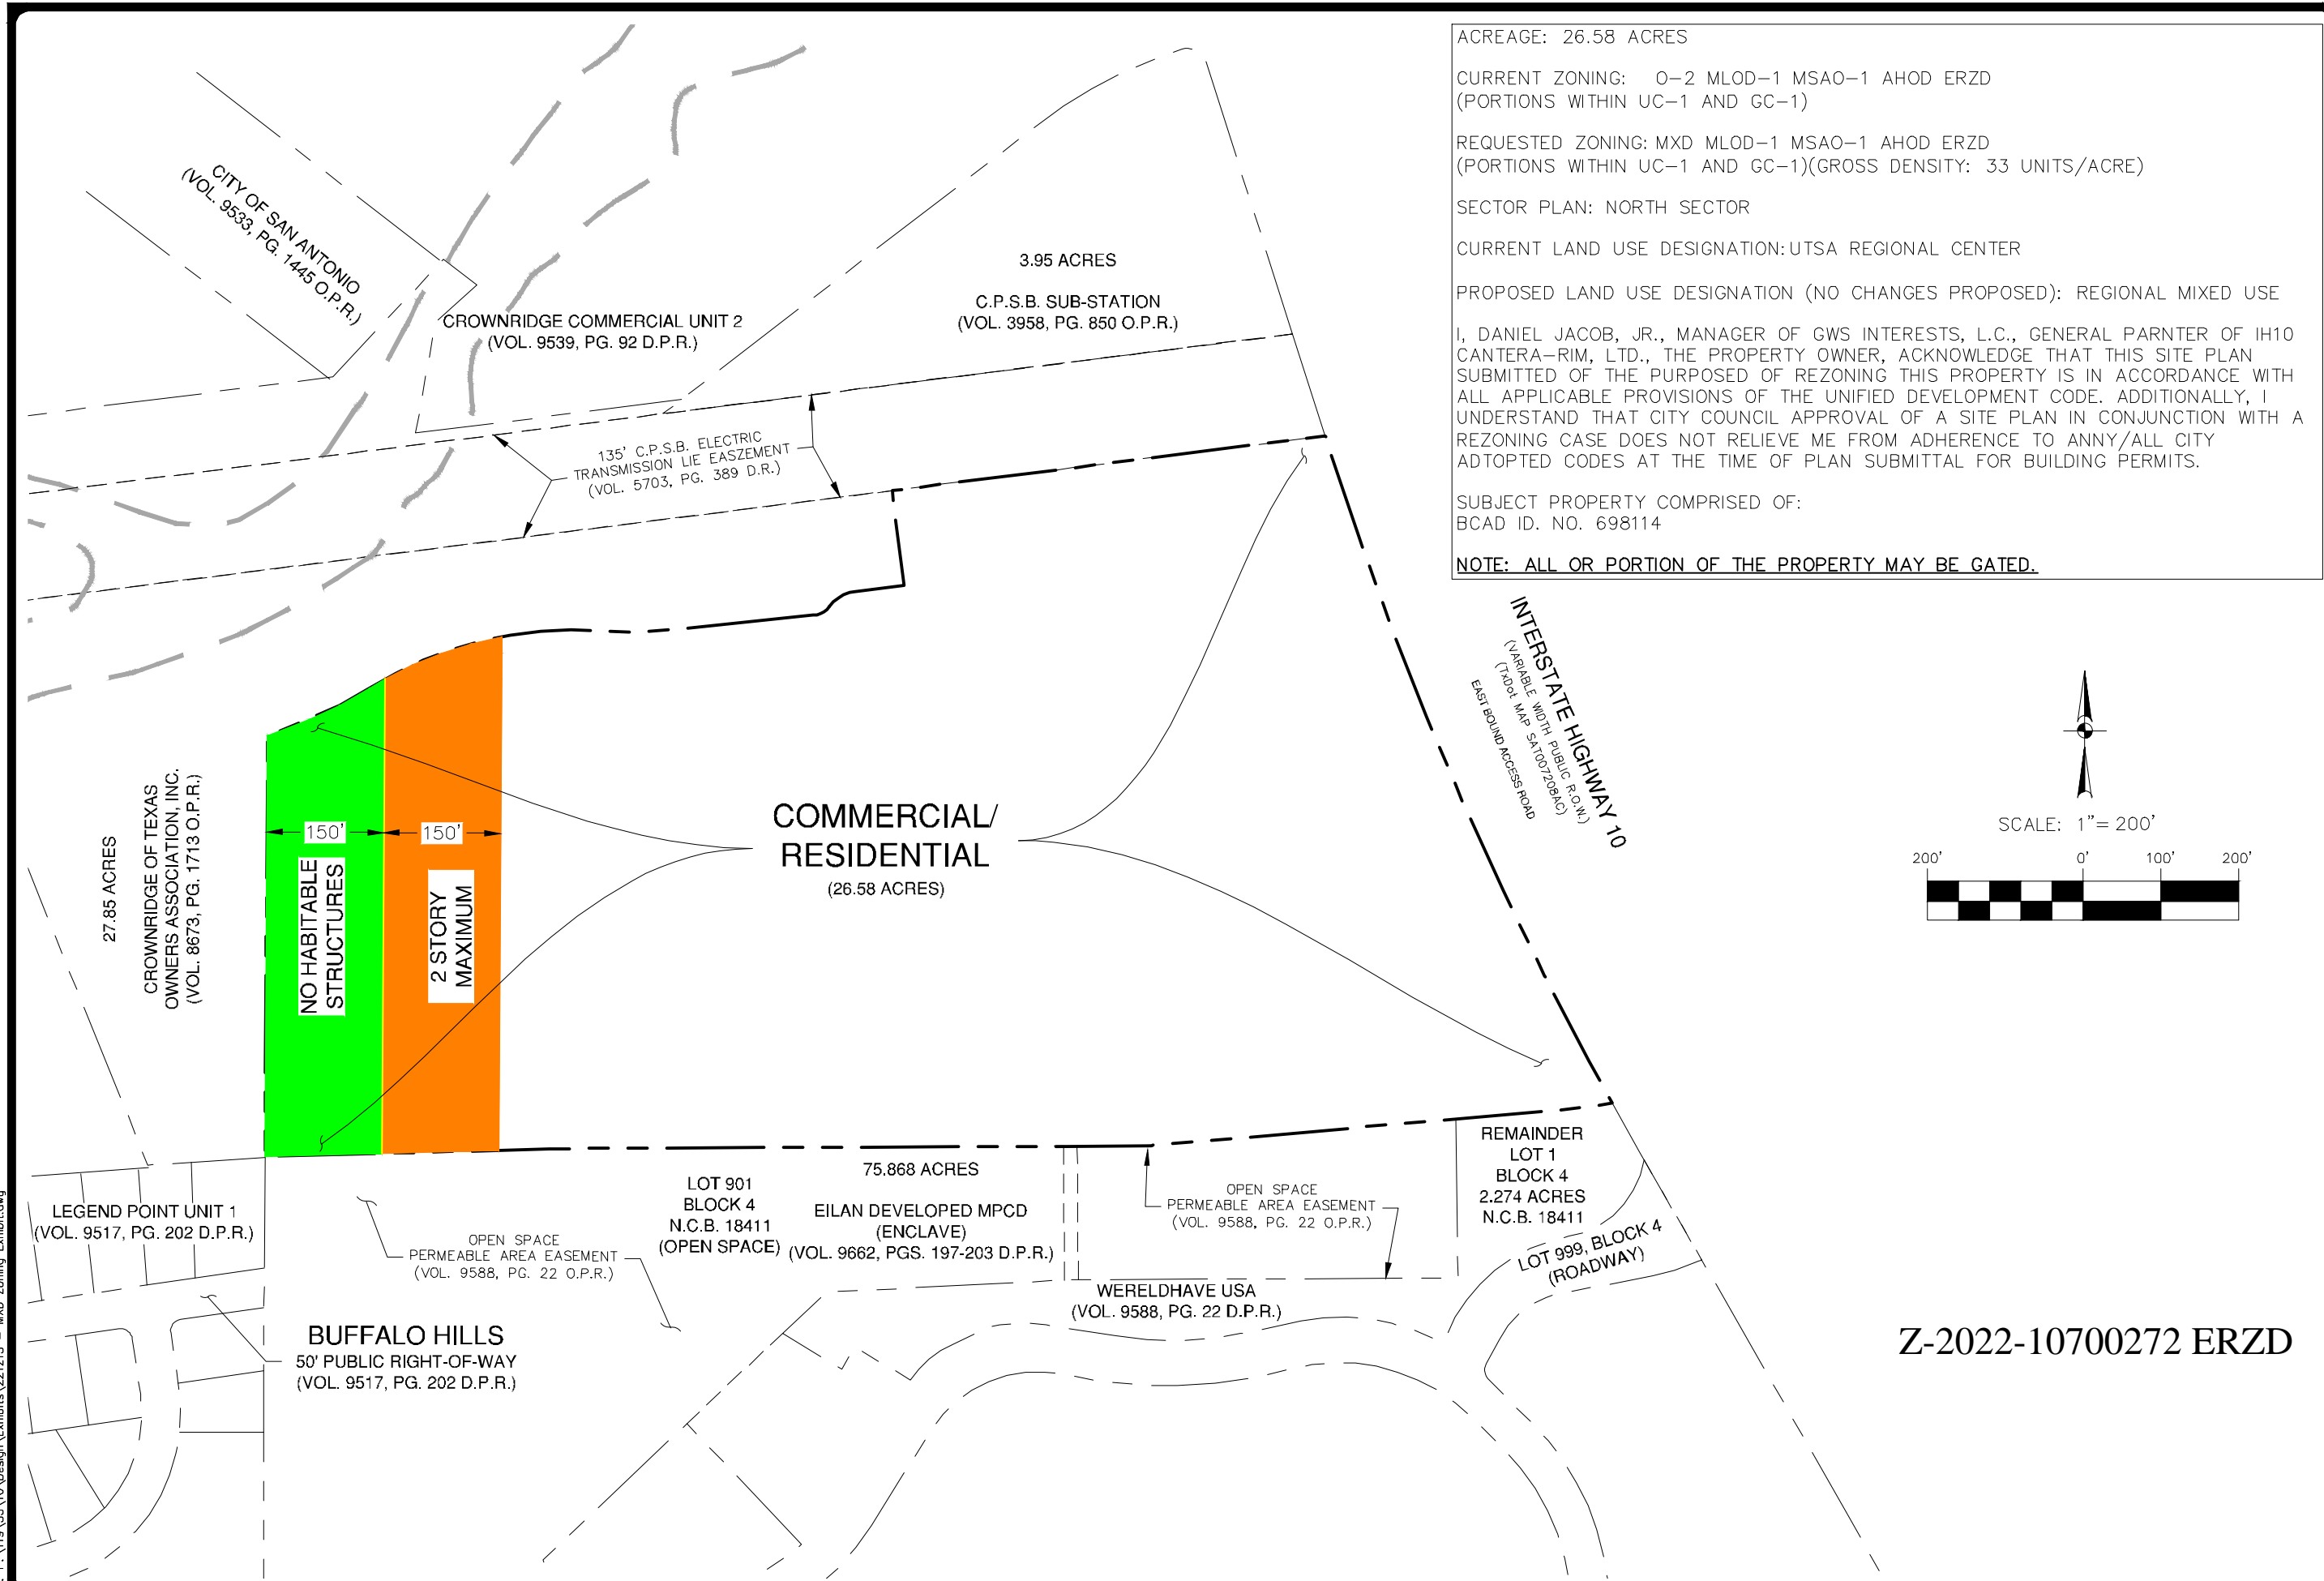 ACREAGE: 26.58 ACRES
CURRENT ZONING: O-2 MLOD-1 MSAO-1 AHOD ERZD
(PORTIONS WITHIN UC-1 AND GC-1)
REQUESTED ZONING: MXD MLOD-1 MSAO-1 AHOD ERZD
(PORTIONS WITHIN UC-1 AND GC-1)(GROSS DENSITY: 33 UNITS/ACRE)
SECTOR PLAN: NORTH SECTOR
CURRENT LAND USE DESIGNATION: UTSA REGIONAL CENTER
PROPOSED LAND USE DESIGNATION (NO CHANGES PROPOSED): REGIONAL MIXED USE
I, DANIEL JACOB, JR., MANAGER OF GWS INTERESTS, L.C., GENERAL PARNTER OF IH10
CANTERA-RIM, LTD., THE PROPERTY OWNER, ACKNOWLEDGE THAT THIS SITE PLAN
SUBMITTED OF THE PURPOSED OF REZONING THIS PROPERTY IS IN ACCORDANCE WITH
ALL APPLICABLE PROVISIONS OF THE UNIFIED DEVELOPMENT CODE. ADDITIONALLY, I
UNDERSTAND THAT CITY COUNCIL APPROVAL OF A SITE PLAN IN CONJUNCTION WITH A
REZONING CASE DOES NOT RELIEVE ME FROM ADHERENCE TO ANNY/ALL CITY
ADTOPTED CODES AT THE TIME OF PLAN SUBMITTAL FOR BUILDING PERMITS.
SUBJECT PROPERTY COMPRISED OF:
BCAD ID. NO. 698114
NOTE: ALL OR PORTION OF THE PROPERTY MAY BE GATED.
CITY OF SAN ANTONIO
(VOL. 9533, PG. 1445 O.P.R.)
CROWNRIDGE COMMERCIAL UNIT 2
(VOL. 9539, PG. 92 D.P.R.)
3.95 ACRES
C.P.S.B. SUB-STATION
(VOL. 3958, PG. 850 O.P.R.)
135' C.P.S.B. ELECTRIC
TRANSMISSION LIE EASZEMENT
(VOL. 5703, PG. 389 D.R.)
INTERSTATE HIGHWAY 10
(VARIABLE WIDTH PUBLIC R.O.W.)
(TxDot MAP SAT007208AC)
EAST BOUND ACCESS ROAD
SCALE: 1"= 200'
200' 0' 100' 200'
27.85 ACRES
CROWNRIDGE OF TEXAS
OWNERS ASSOCIATION, INC.
(VOL. 8673, PG. 1713 O.P.R.)
150'
150'
NO HABITABLE
STRUCTURES
2 STORY
MAXIMUM
COMMERCIAL/
RESIDENTIAL
(26.58 ACRES)
LEGEND POINT UNIT 1
(VOL. 9517, PG. 202 D.P.R.)
OPEN SPACE
PERMEABLE AREA EASEMENT
(VOL. 9588, PG. 22 O.P.R.)
LOT 901
BLOCK 4
N.C.B. 18411
(OPEN SPACE)
75.868 ACRES
EILAN DEVELOPED MPCD
(ENCLAVE)
(VOL. 9662, PGS. 197-203 D.P.R.)
OPEN SPACE
PERMEABLE AREA EASEMENT
(VOL. 9588, PG. 22 O.P.R.)
REMAINDER
LOT 1
BLOCK 4
2.274 ACRES
N.C.B. 18411
LOT 999, BLOCK 4
(ROADWAY)
WERELDHAVE USA
(VOL. 9588, PG. 22 D.P.R.)
BUFFALO HILLS
50' PUBLIC RIGHT-OF-WAY
(VOL. 9517, PG. 202 D.P.R.)
Z-2022-10700272 ERZD